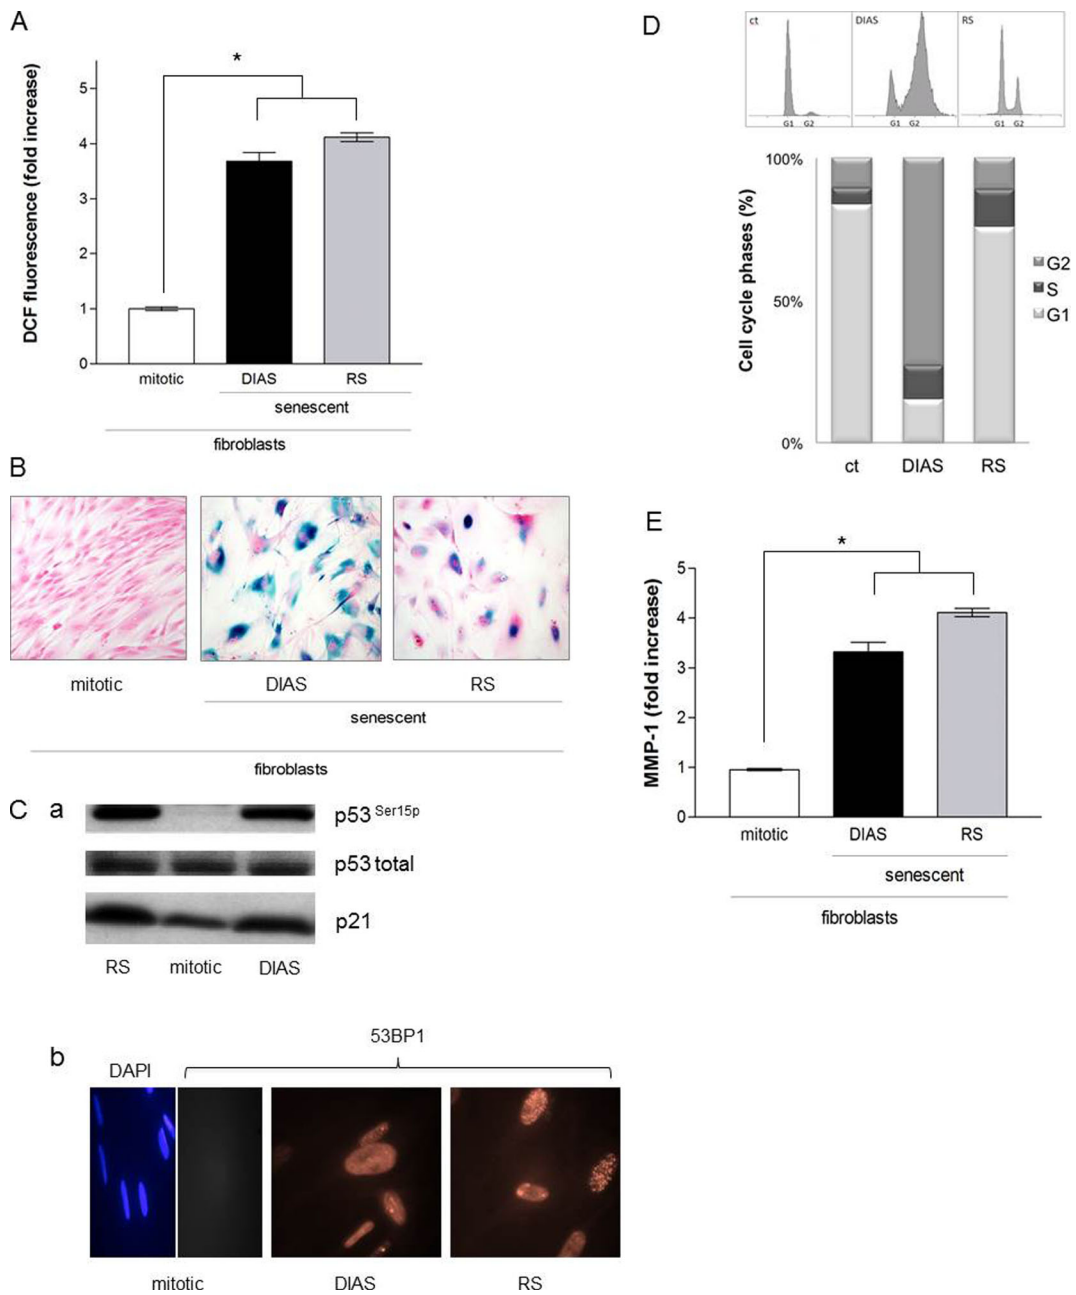 A
DCF fluorescence (fold increase)
5
4
3
2
1
0
*
mitotic DIAS RS
senescent
fibroblasts
B
mitotic DIAS RS
senescent
fibroblasts
C a
p53 Ser15p
p53 total
p21
RS mitotic DIAS
b
53BP1
DAPI
mitotic DIAS RS
D
ct DIAS RS
G1 G2 G1 G2 G1 G2
Cell cycle phases (%)
100%
50%
0%
G2
S
G1
ct DIAS RS
E
MMP-1 (fold increase)
5
4
3
2
1
0
*
mitotic DIAS RS
senescent
fibroblasts